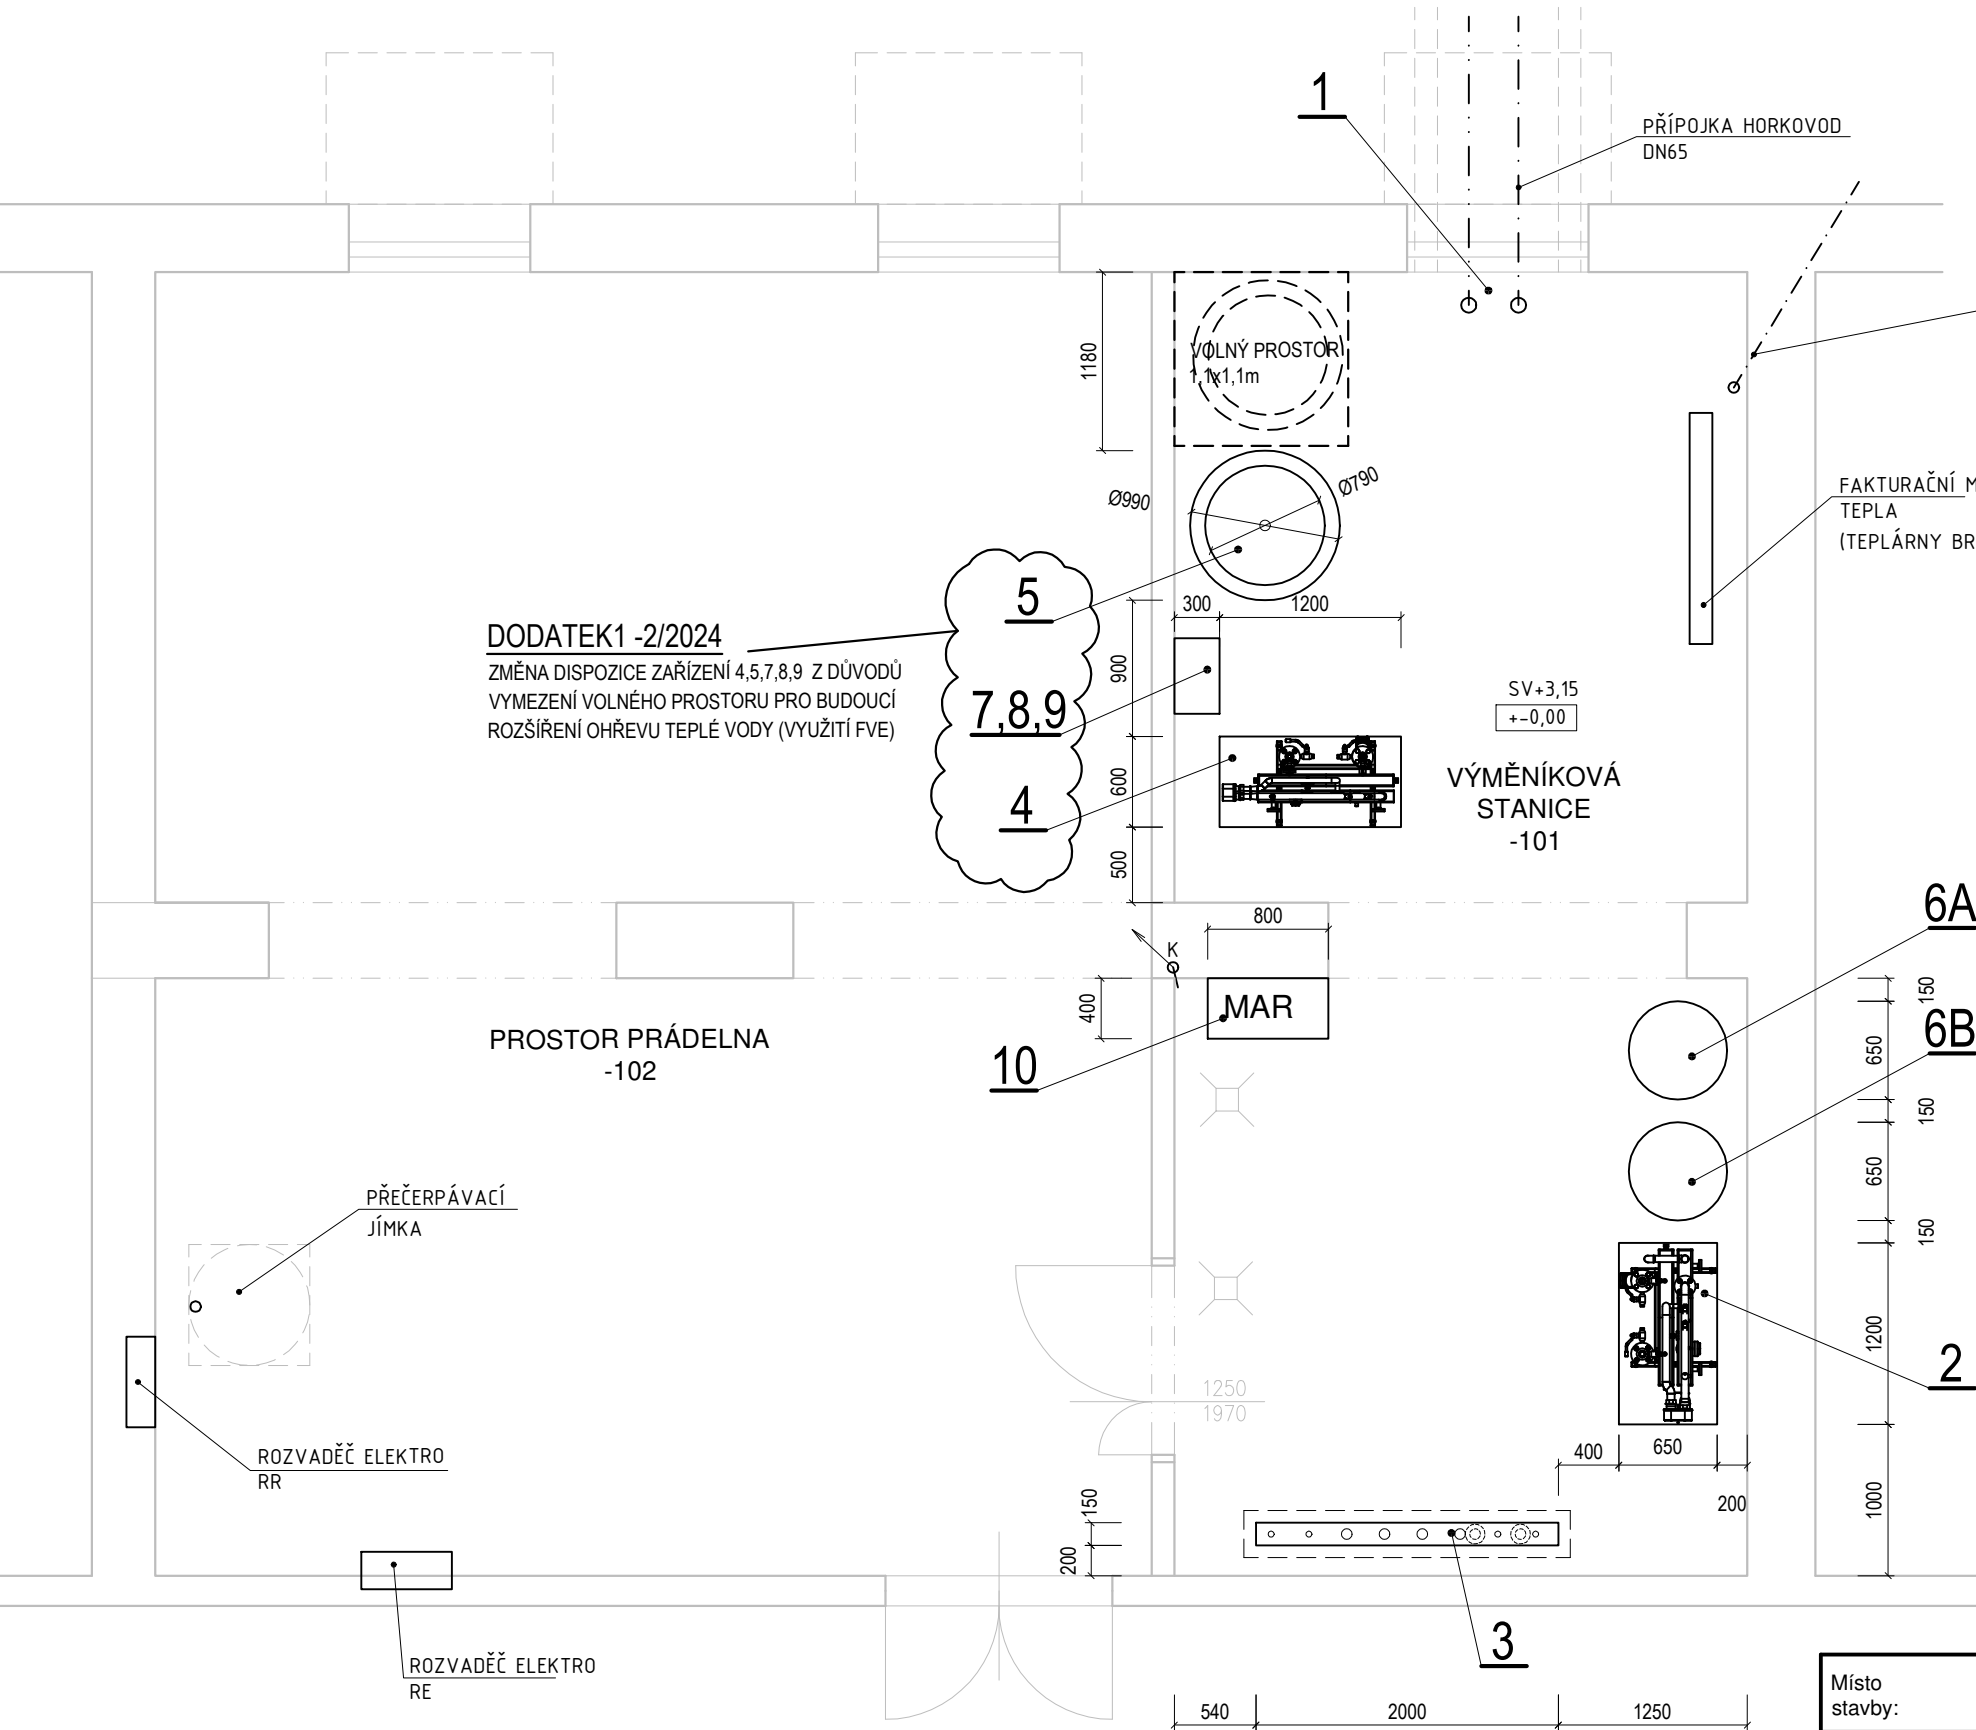 1
PŘÍPOJKA HORKOVOD
DN65
VOLNÝ PROSTOR
1,1x1,1m
1180
Ø990
Ø790
FAKTURAČNÍ M
TEPLA
(TEPLÁRNY BR
5
300
1200
DODATEK1 -2/2024
ZMĚNA DISPOZICE ZAŘÍZENÍ 4,5,7,8,9 Z DŮVODŮ
VYMEZENÍ VOLNÉHO PROSTORU PRO BUDOUCÍ
ROZŠÍŘENÍ OHŘEVU TEPLÉ VODY (VYUŽITÍ FVE)
900
7,8,9
SV+3,15
+-0,00
600
4
VÝMĚNÍKOVÁ
STANICE
-101
500
800
6A
K
400
MAR
150
6B
PROSTOR PRÁDELNA
-102
10
650
150
650
PŘEČERPÁVACÍ
JÍMKA
150
1200
2
1250
1970
ROZVADĚČ ELEKTRO
RR
400
650
200
1000
150
200
3
ROZVADĚČ ELEKTRO
RE
Místo
stavby:
540
2000
1250